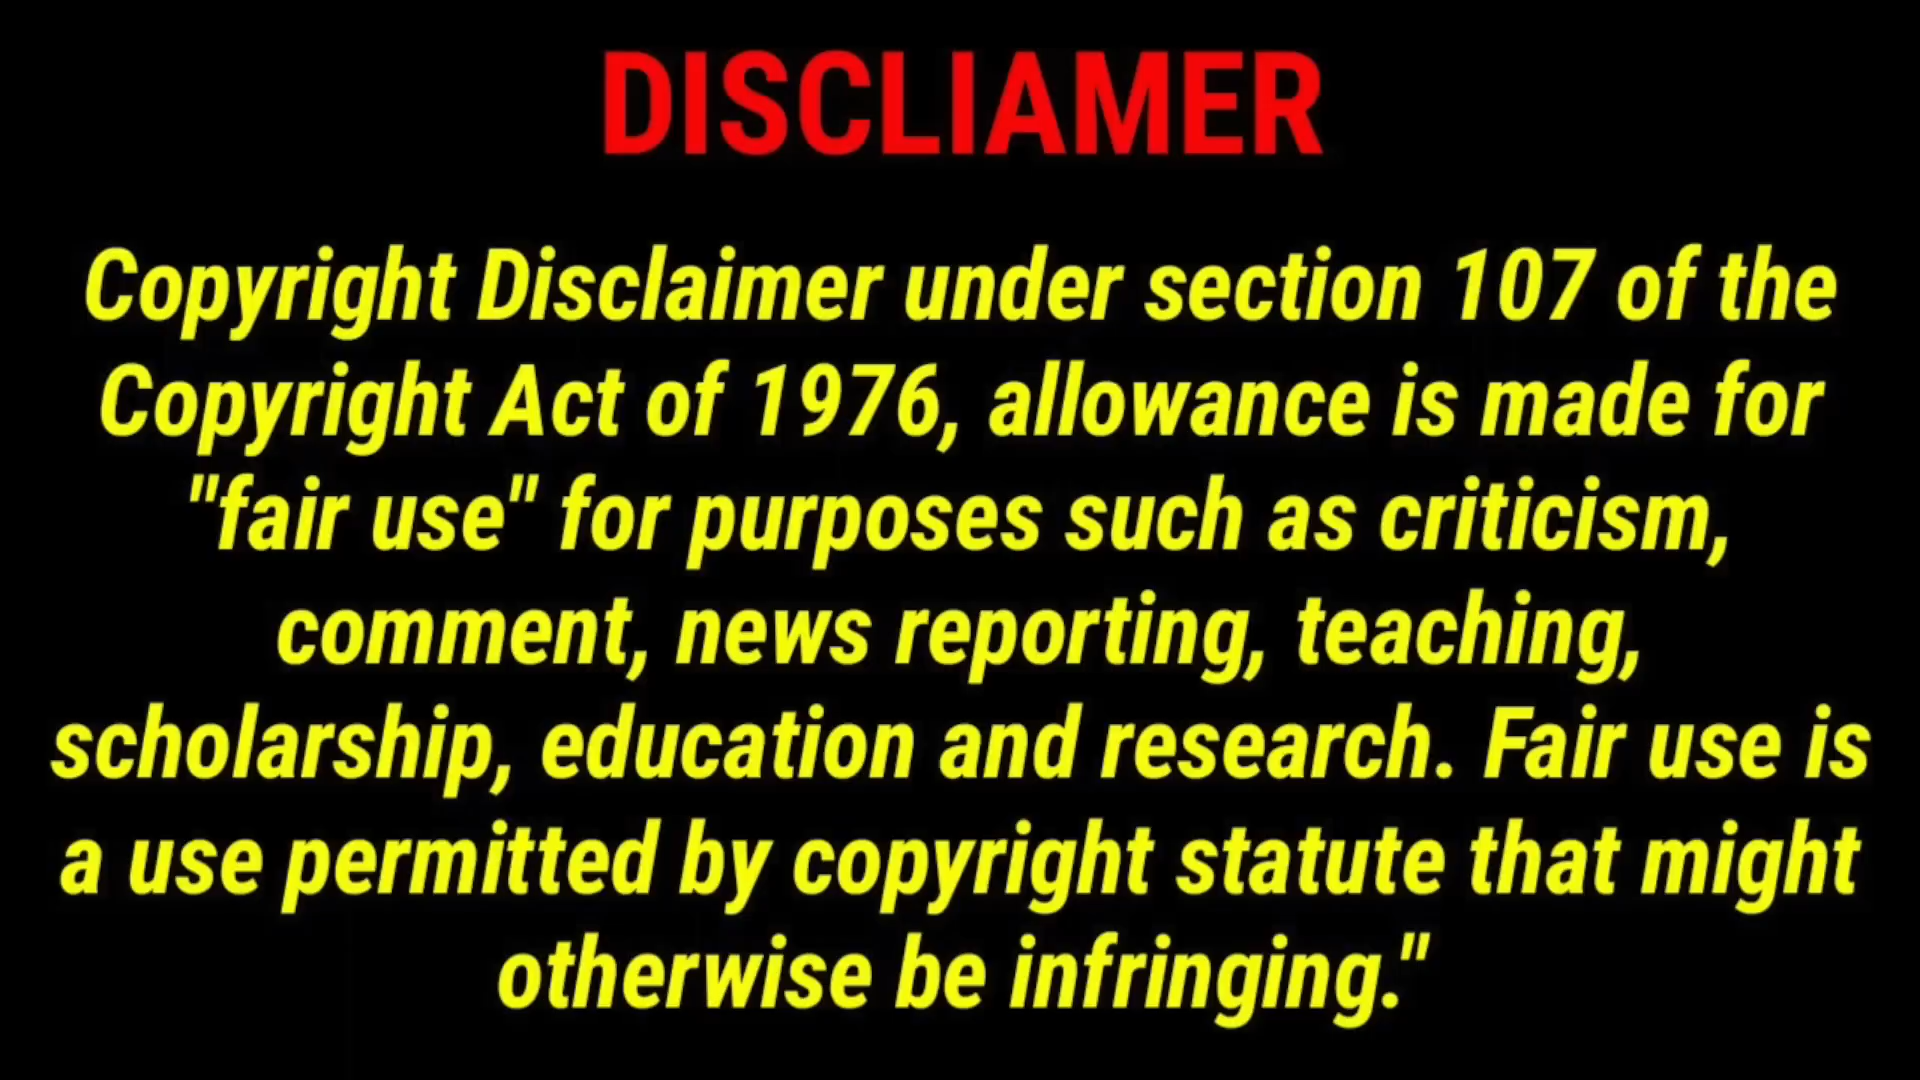 DISCLIAMER
Copyright Disclaimer under section 107 of the
Copyright Act of 1976, allowance is made for
"fair use" for purposes such as criticism,
comment, news reporting, teaching,
scholarship, education and research. Fair use is
a use permitted by copyright statute that might
otherwise be infringing."